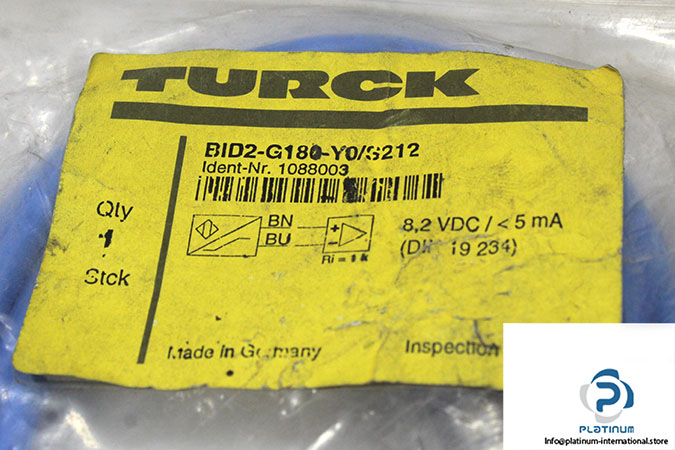 TURCK
BID2-G180-Y0/S212
Ident-Nr. 1088003
Qty
1
Stck
BN
BU
Ri = 1 k
8,2 VDC / < 5 mA
19 234)
Made in Germany
Inspection
PLATINUM
Info@platinum-international.store